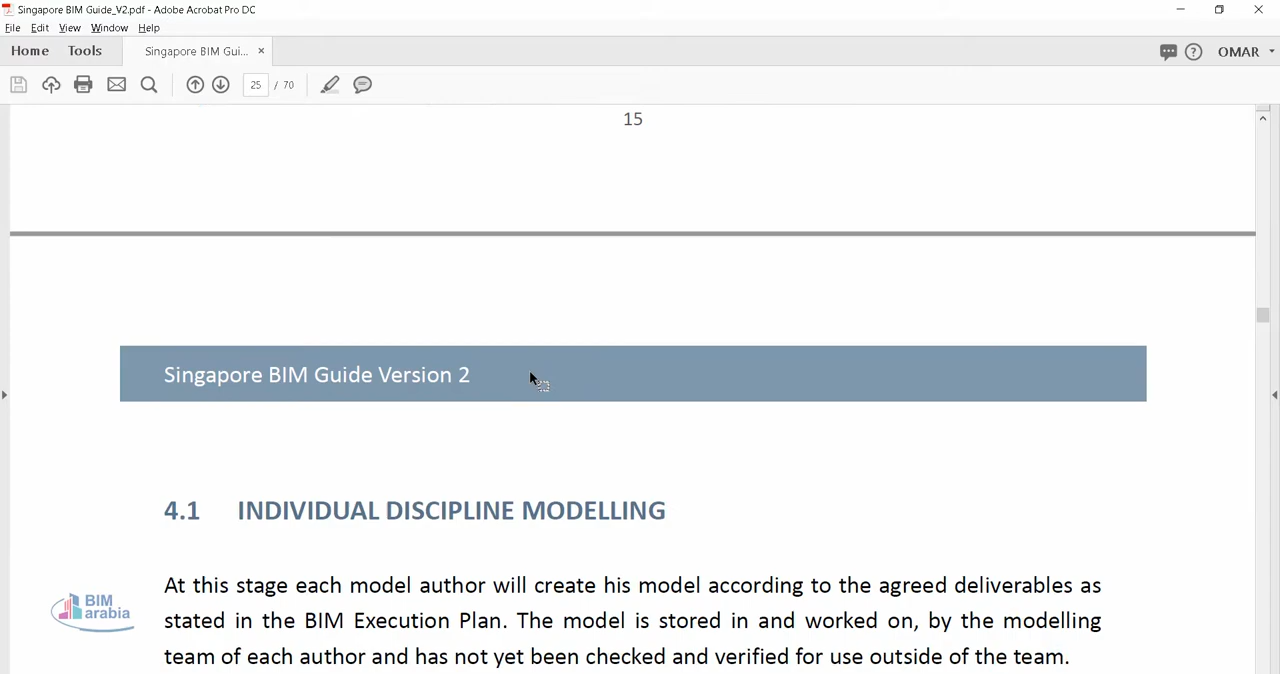 Singapore BIM Guide_V2.pdf - Adobe Acrobat Pro DC
File Edit View Window Help
Home Tools Singapore BIM Gui... × OMAR
25 / 70
15
Singapore BIM Guide Version 2
4.1 INDIVIDUAL DISCIPLINE MODELLING
At this stage each model author will create his model according to the agreed deliverables as
stated in the BIM Execution Plan. The model is stored in and worked on, by the modelling
team of each author and has not yet been checked and verified for use outside of the team.
BIM
arabia